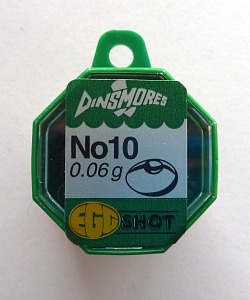 DINSMORES
No10
0.06g
EGG SHOT